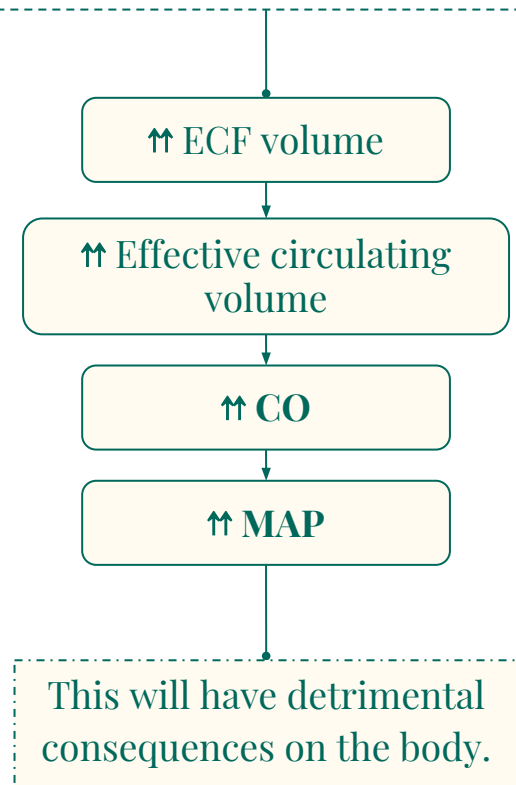 ⇈ ECF volume
⇈ Effective circulating
volume
⇈ CO
⇈ MAP
This will have detrimental
consequences on the body.